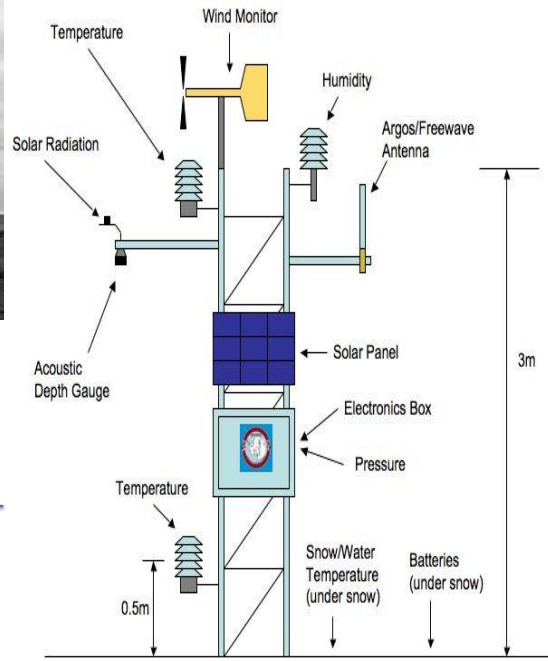 Wind Monitor
Temperature
Humidity
Solar Radiation
Argos/Freewave
Antenna
3m
Solar Panel
Acoustic
Depth Gauge
Electronics Box
Pressure
Temperature
Snow/Water
Temperature
(under snow)
Batteries
(under snow)
0.5m